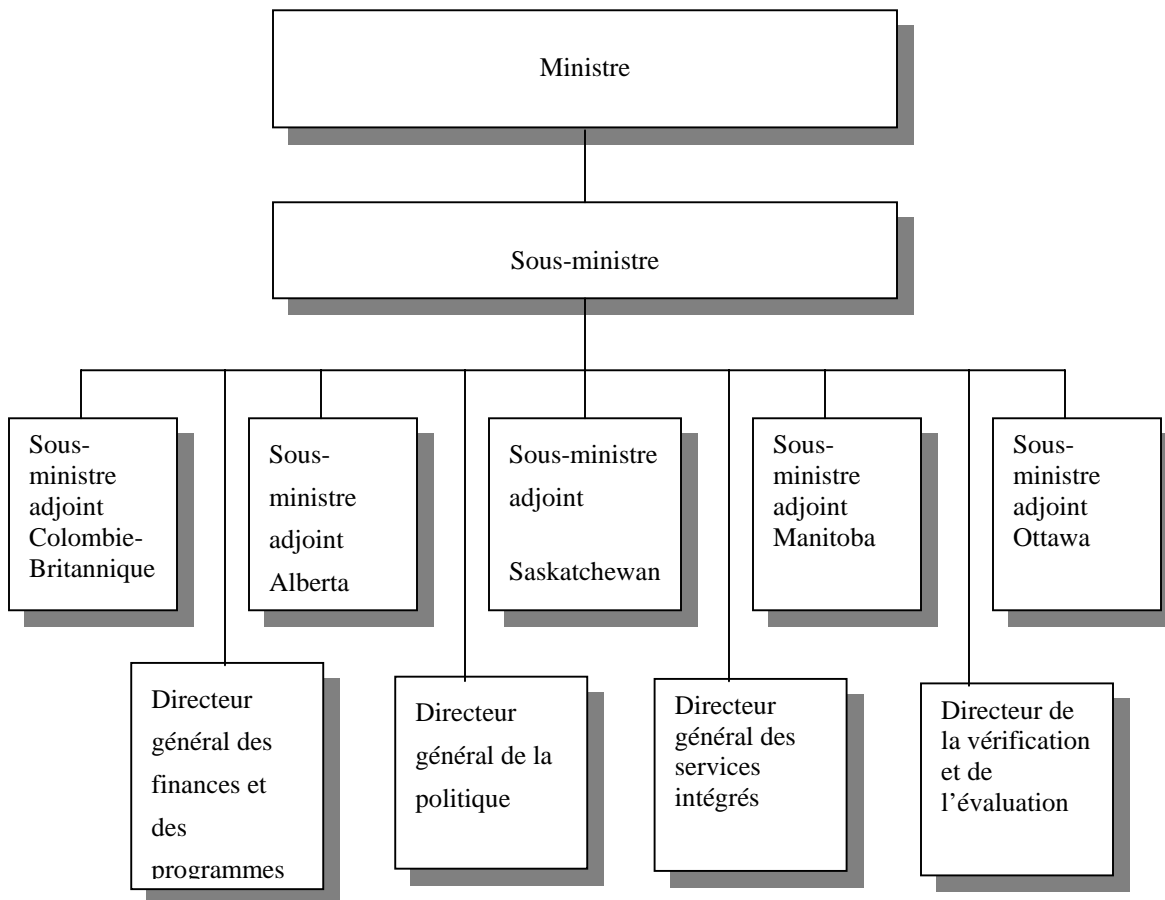 Ministre
Sous-ministre
Sous-
ministre
adjoint
Colombie-
Britannique
Sous-
ministre
adjoint
Alberta
Sous-ministre
adjoint
Saskatchewan
Sous-
ministre
adjoint
Manitoba
Sous-
ministre
adjoint
Ottawa
Directeur
général des
finances et
des
programmes
Directeur
général de la
politique
Directeur
général des
services
intégrés
Directeur de
la vérification
et de
l’évaluation